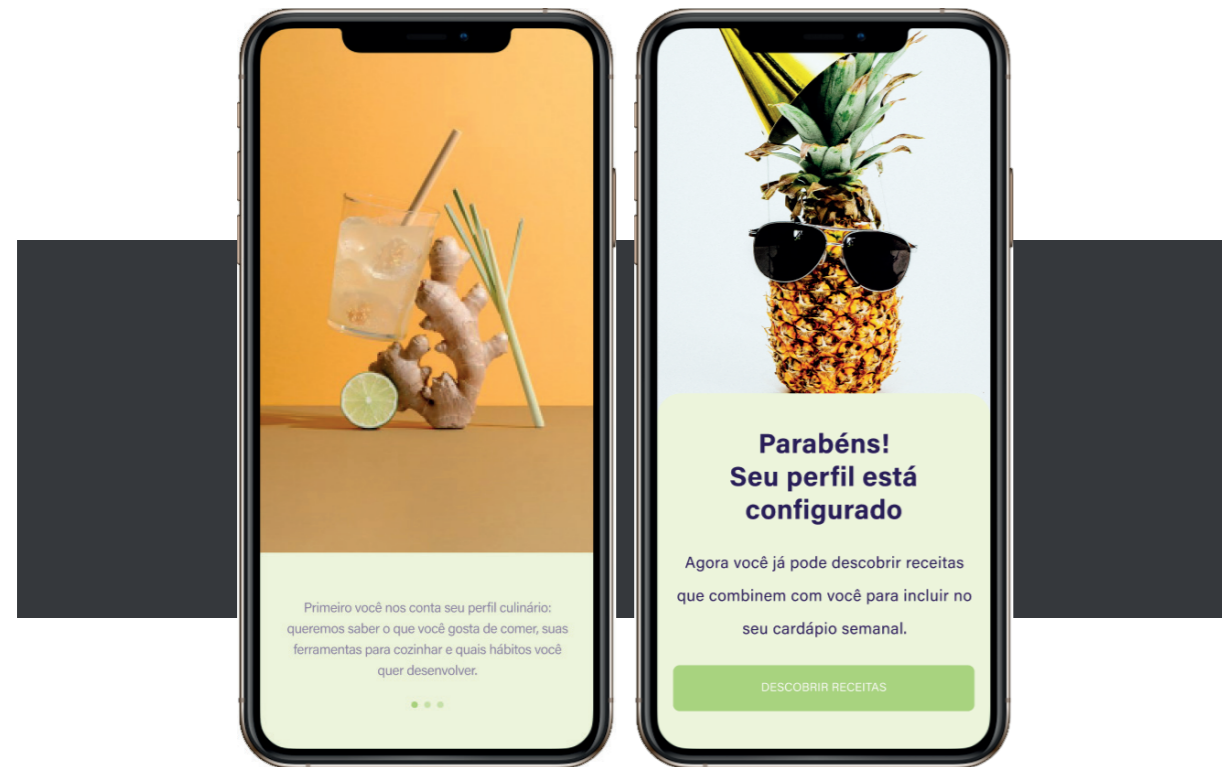 Primeiro você nos conta seu perfil culinário:
queremos saber o que você gosta de comer, suas
ferramentas para cozinhar e quais hábitos você
quer desenvolver.
Parabéns!
Seu perfil está
configurado
Agora você já pode descobrir receitas
que combinem com você para incluir no
seu cardápio semanal.
DESCOBRIR RECEITAS